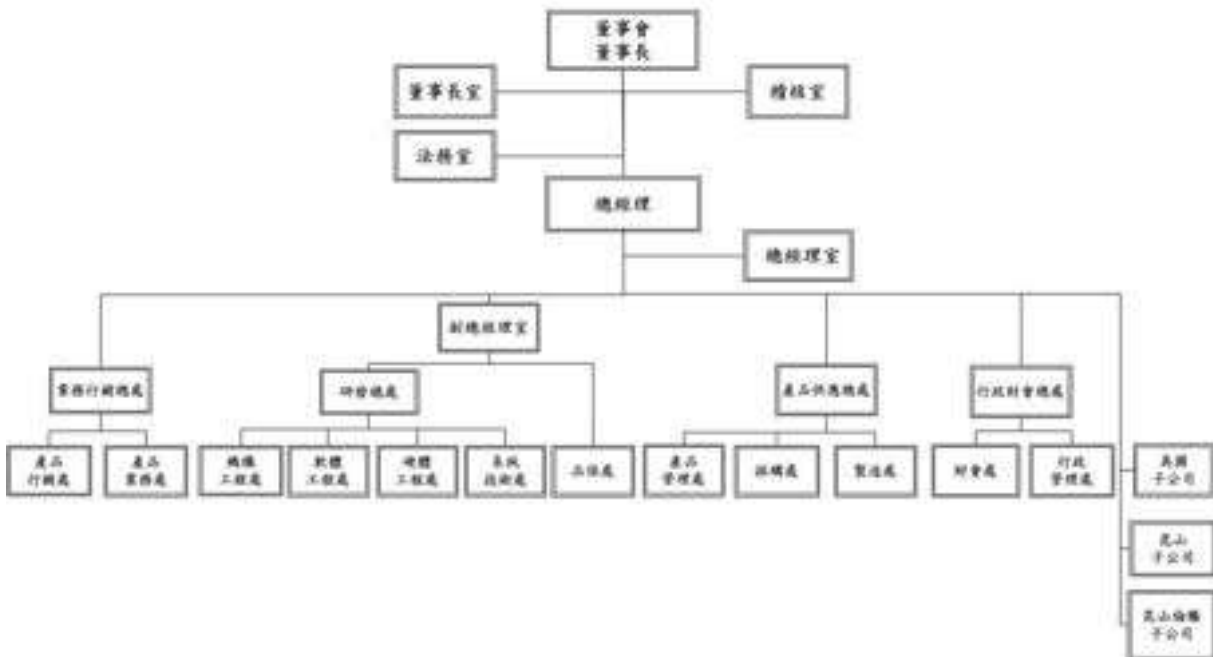 董事會
董事長
董事長室
稽核室
法務室
總經理
總經理室
副總經理室
業務行銷總處
研發總處
產品供應總處
行政財會總處
產品
行銷處
產品
業務處
機構
工程處
軟體
工程處
硬體
工程處
系統
技術處
品保處
產品
管理處
採購處
製造處
財會處
行政
管理處
美國
子公司
昆山
子公司
昆山倫騰
子公司